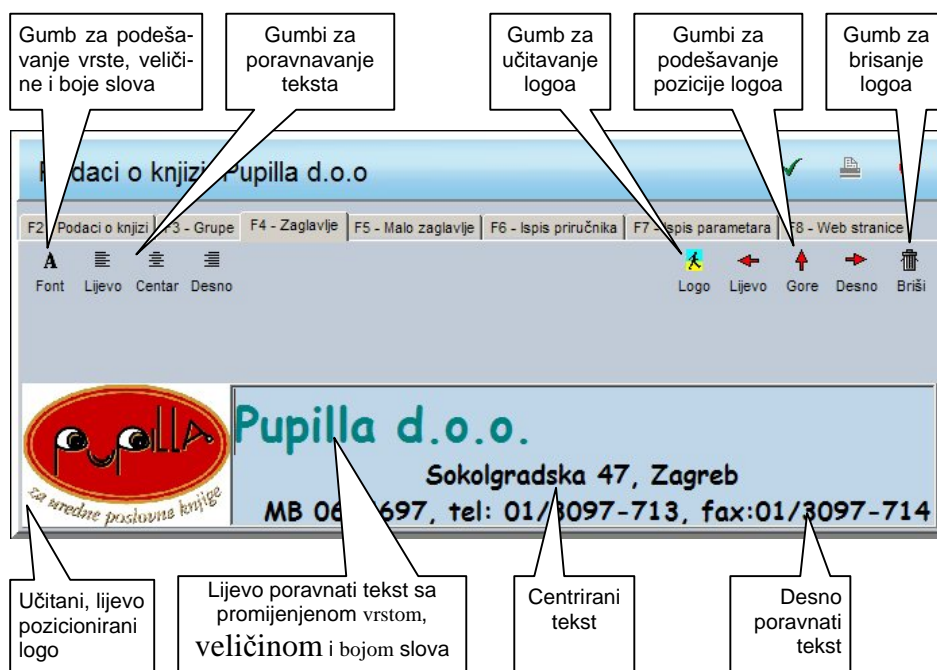 Gumb za podeša-
vanje vrste, veliči-
ne i boje slova
Gumbi za
poravnavanje
teksta
Gumb za
učitavanje
logoa
Gumbi za
podešavanje
pozicije logoa
Gumb za
brisanje
logoa
daci o knjizi Pupilla d.o.o
F2 Podaci o knjizi F3 - Grupe F4 - Zaglavlje F5 - Malo zaglavlje F6 - Ispis priručnika F7 - Ispis parametara F8 - Web stranice
Font Lijevo Centar Desno Logo Lijevo Gore Desno Briši
pupillA
za uredne poslovne knjige
Pupilla d.o.o.
Sokolgradska 47, Zagreb
MB 06 697, tel: 01/3097-713, fax:01/3097-714
Učitani, lijevo
pozicionirani
logo
Lijevo poravnati tekst sa
promijenjenom vrstom,
veličinom i bojom slova
Centrirani
tekst
Desno
poravnati
tekst